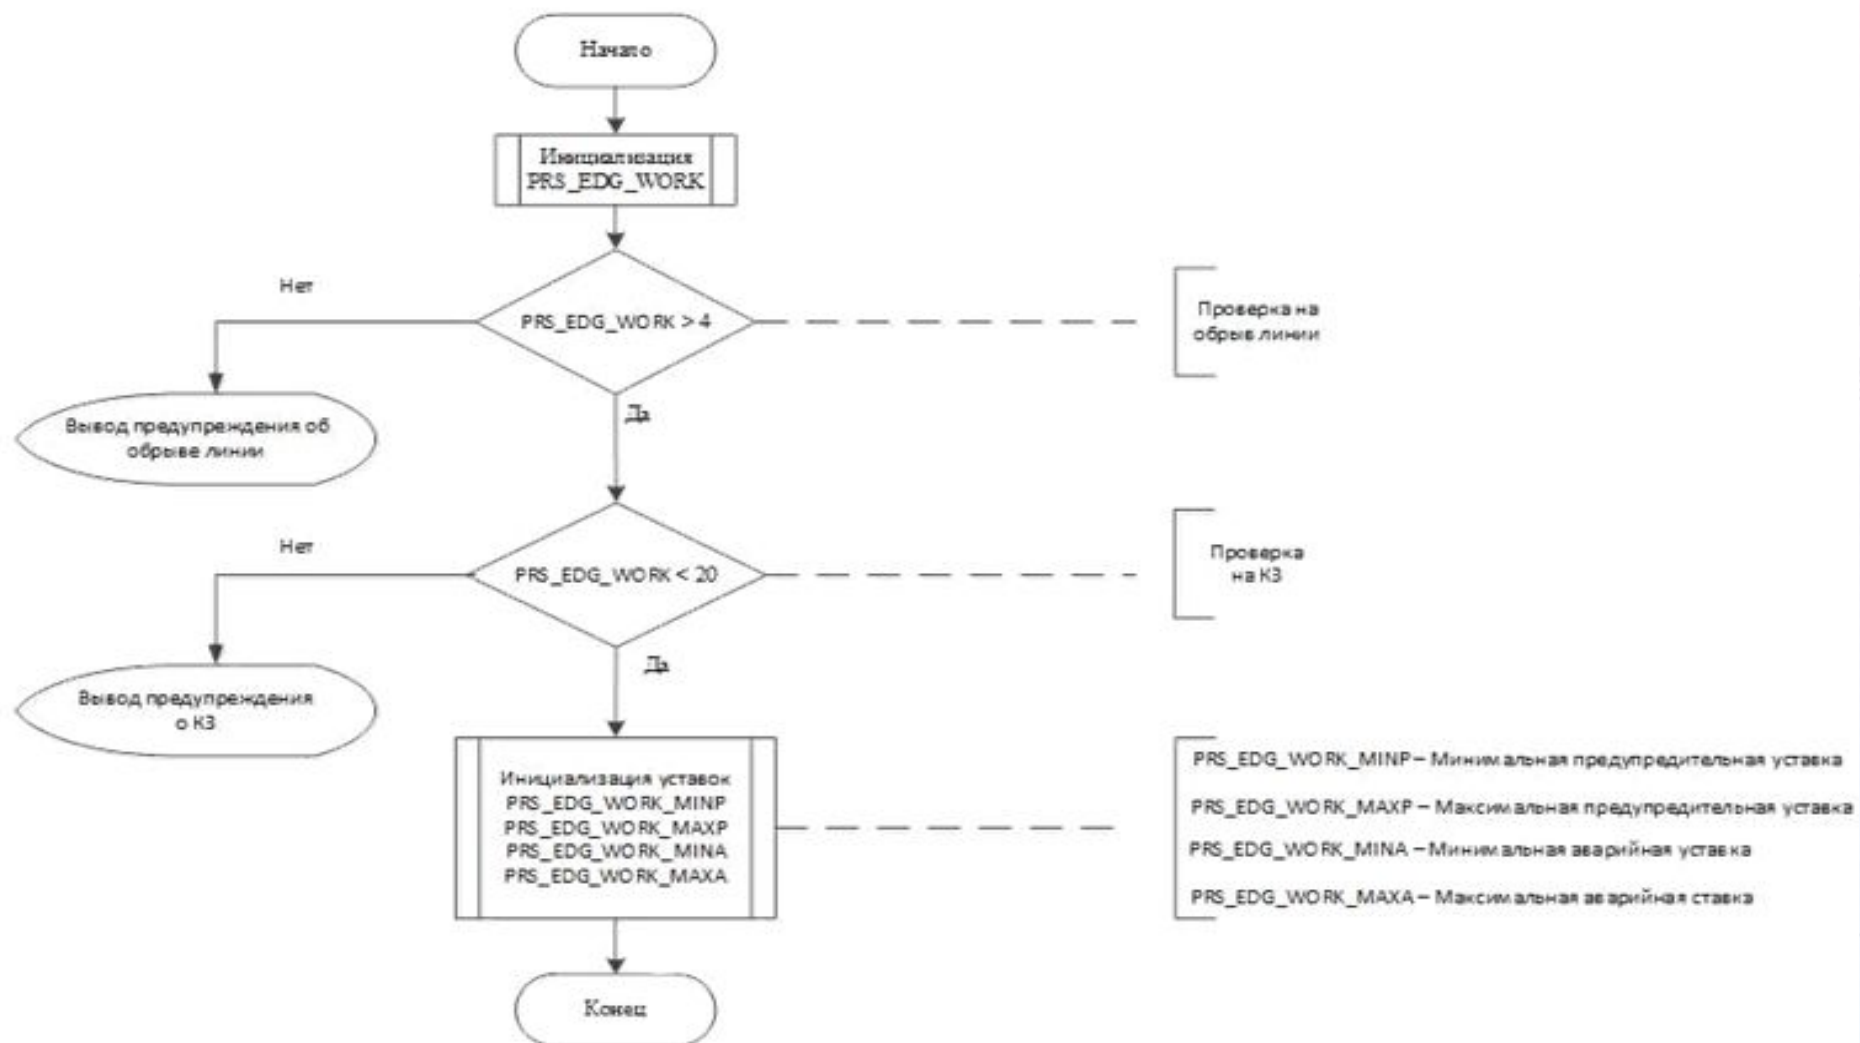 Начало
Инициализация
PRS_EDG_WORK
Нет
PRS_EDG_WORK > 4
Проверка на
обрыв линии
Да
Вывод предупреждения об
обрыве линии
Нет
PRS_EDG_WORK < 20
Проверка
на КЗ
Да
Вывод предупреждения
о КЗ
Инициализация уставок
PRS_EDG_WORK_MINP
PRS_EDG_WORK_MAXP
PRS_EDG_WORK_MINA
PRS_EDG_WORK_MAXA
PRS_EDG_WORK_MINP – Минимальная предупредительная уставка
PRS_EDG_WORK_MAXP – Максимальная предупредительная уставка
PRS_EDG_WORK_MINA – Минимальная аварийная уставка
PRS_EDG_WORK_MAXA – Максимальная аварийная ставка
Конец